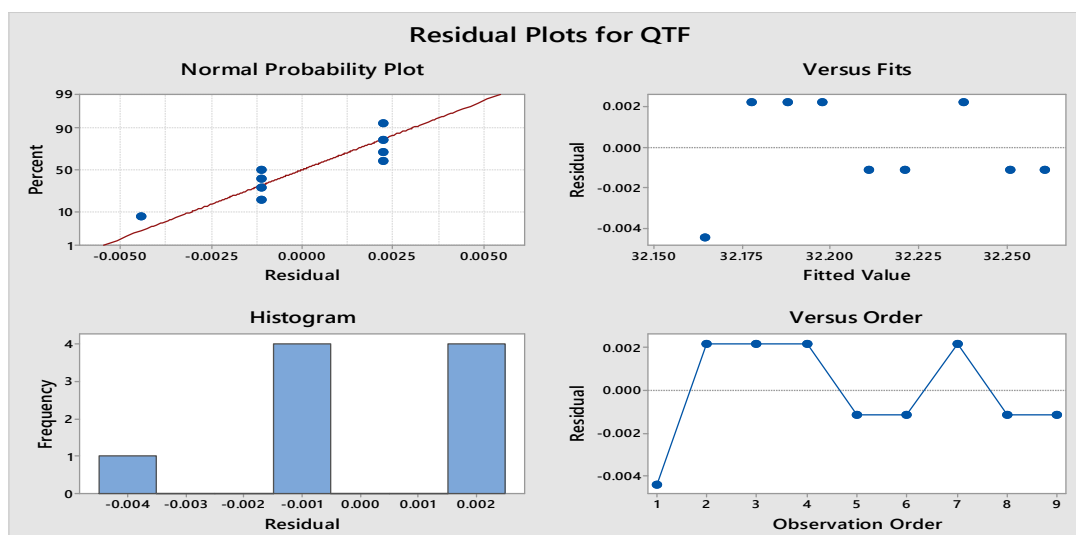 Residual Plots for QTF
Normal Probability Plot
99
90
50
10
1
Percent
-0.0050 -0.0025 0.0000 0.0025 0.0050
Residual
Versus Fits
0.002
0.000
-0.002
-0.004
Residual
32.150 32.175 32.200 32.225 32.250
Fitted Value
Histogram
4
3
2
1
0
Frequency
-0.004 -0.003 -0.002 -0.001 0.000 0.001 0.002
Residual
Versus Order
0.002
0.000
-0.002
-0.004
Residual
1 2 3 4 5 6 7 8 9
Observation Order